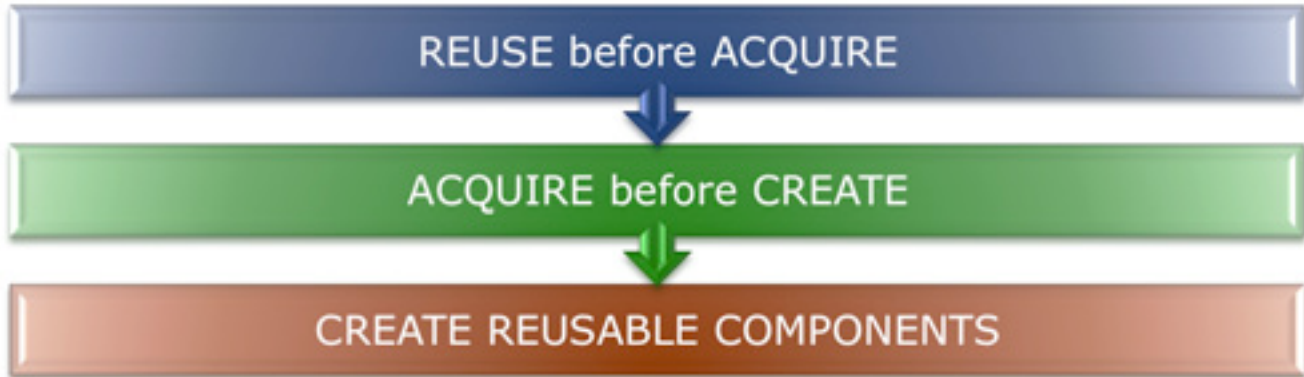 REUSE before ACQUIRE
ACQUIRE before CREATE
CREATE REUSABLE COMPONENTS